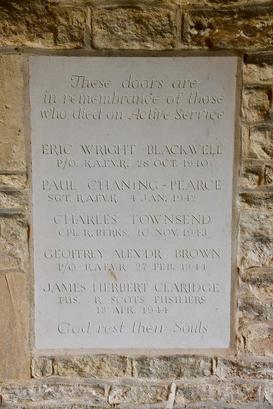 These doors are
in remembrance of those
who died on Active Service
ERIC WRIGHT BLACKWELL
P/O. R.A.F.V.R. 28 OCT. 1940
PAUL CHANING-PEARCE
SGT. R.A.F.V.R. 4 JAN. 1942
CHARLES TOWNSEND
CPL. R. BERKS. 10 NOV. 1943
GEOFFREY ALEXDR BROWN
P/O R.A.F.V.R 27 FEB. 1944
JAMES HERBERT CLARIDGE
FUS. R. SCOTS FUSILIERS
13 APR. 1944
God rest their Souls